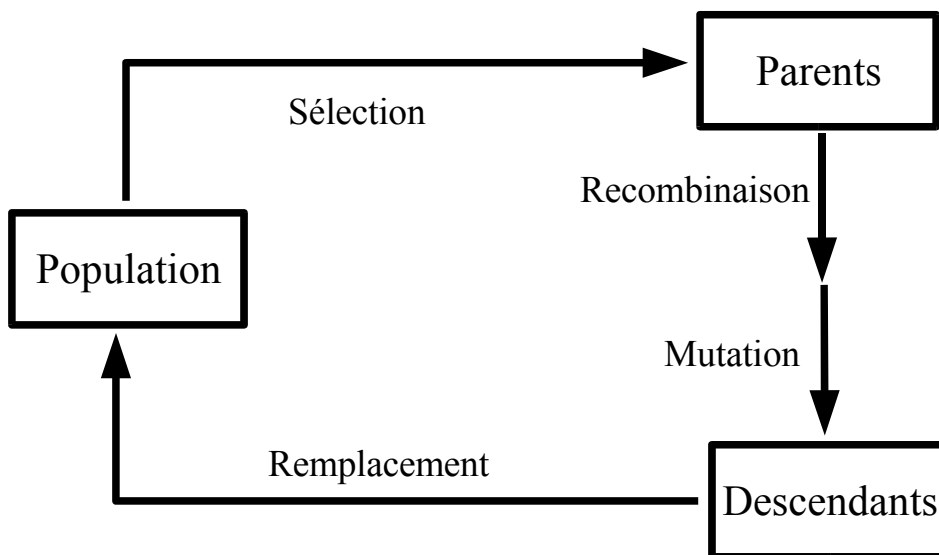 Parents
Sélection
Recombinaison
Population
Mutation
Remplacement
Descendants